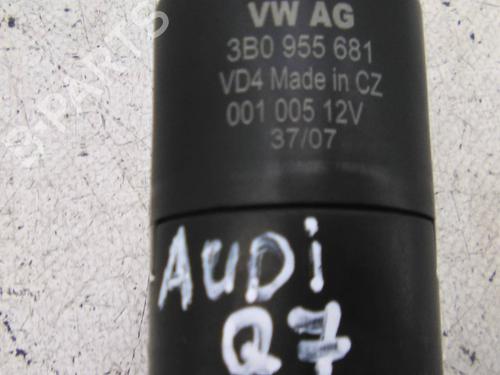 VW AG
3B0 955 681
VD4 Made in CZ
001 005 12V
37/07
AUDi
Q7